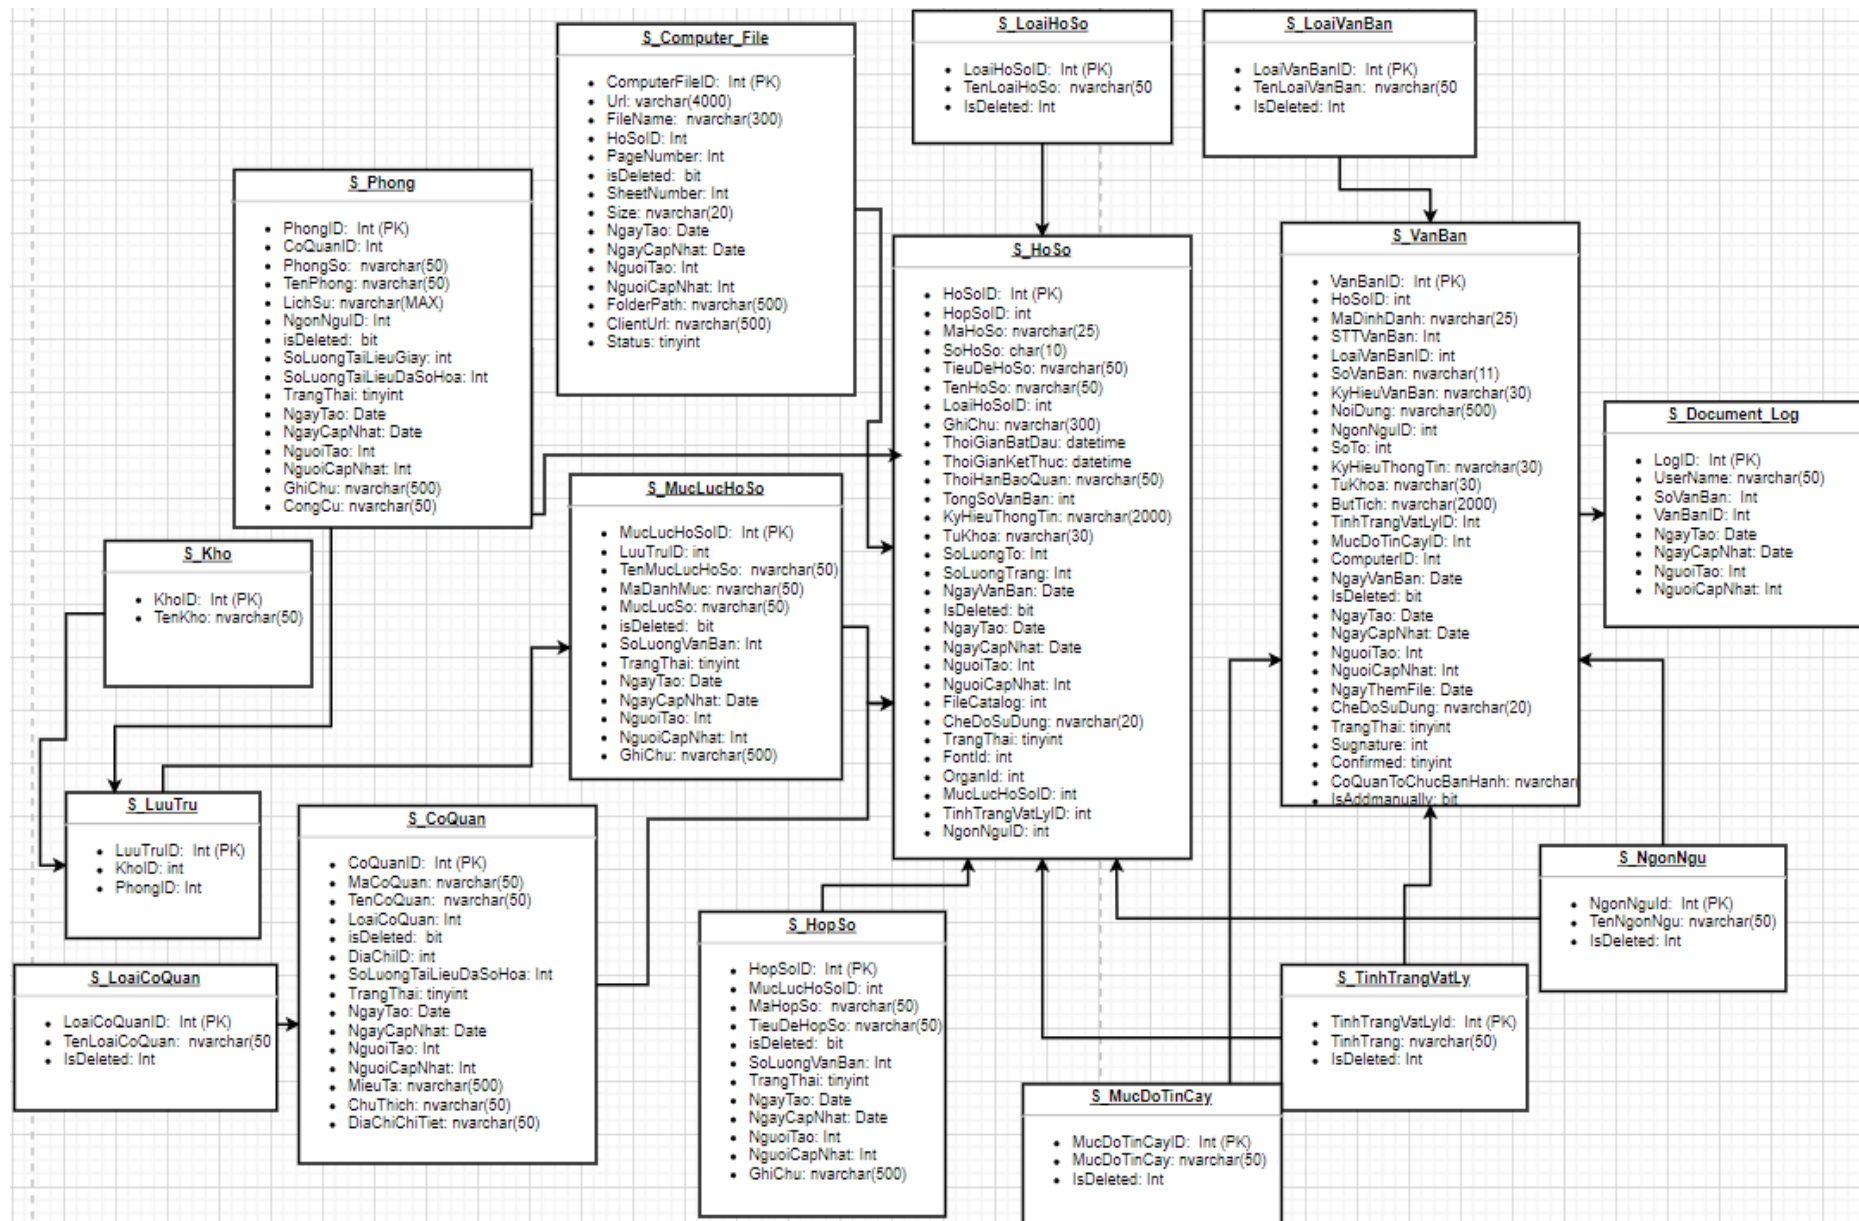 S_Computer_File
ComputerFileID: Int (PK)
Url: varchar(4000)
FileName: nvarchar(300)
HoSoID: Int
PageNumber: Int
isDeleted: bit
SheetNumber: Int
Size: nvarchar(20)
NgayTao: Date
NgayCapNhat: Date
NguoiTao: Int
NguoiCapNhat: Int
FolderPath: nvarchar(500)
ClientUrl: nvarchar(500)
Status: tinyint
S_LoaiHoSo
LoaiHoSoID: Int (PK)
TenLoaiHoSo: nvarchar(50
IsDeleted: Int
S_LoaiVanBan
LoaiVanBanID: Int (PK)
TenLoaiVanBan: nvarchar(50
IsDeleted: Int
S_Phong
PhongID: Int (PK)
CoQuanID: Int
PhongSo: nvarchar(50)
TenPhong: nvarchar(50)
LichSu: nvarchar(MAX)
NgonNguID: Int
isDeleted: bit
SoLuongTaiLieuGiay: int
SoLuongTaiLieuDaSoHoa: Int
TrangThai: tinyint
NgayTao: Date
NgayCapNhat: Date
NguoiTao: Int
NguoiCapNhat: Int
GhiChu: nvarchar(500)
CongCu: nvarchar(50)
S_HoSo
HoSoID: Int (PK)
HopSoID: int
MaHoSo: nvarchar(25)
SoHoSo: char(10)
TieuDeHoSo: nvarchar(50)
TenHoSo: nvarchar(50)
LoaiHoSoID: int
GhiChu: nvarchar(300)
ThoiGianBatDau: datetime
ThoiGianKetThuc: datetime
ThoiHanBaoQuan: nvarchar(50)
TongSoVanBan: int
KyHieuThongTin: nvarchar(2000)
TuKhoa: nvarchar(30)
SoLuongTo: Int
SoLuongTrang: Int
NgayVanBan: Date
IsDeleted: bit
NgayTao: Date
NgayCapNhat: Date
NguoiTao: Int
NguoiCapNhat: Int
FileCatalog: int
CheDoSuDung: nvarchar(20)
TrangThai: tinyint
FontId: int
OrganId: int
MucLucHoSoID: int
TinhTrangVatLyID: int
NgonNguID: int
S_VanBan
VanBanID: Int (PK)
HoSoID: int
MaDinhDanh: nvarchar(25)
STTVanBan: Int
LoaiVanBanID: int
SoVanBan: nvarchar(11)
KyHieuVanBan: nvarchar(30)
NoiDung: nvarchar(500)
NgonNguID: int
SoTo: int
KyHieuThongTin: nvarchar(30)
TuKhoa: nvarchar(30)
ButTich: nvarchar(2000)
TinhTrangVatLyID: Int
MucDoTinCayID: Int
ComputerID: Int
NgayVanBan: Date
IsDeleted: bit
NgayTao: Date
NgayCapNhat: Date
NguoiTao: Int
NguoiCapNhat: Int
NgayThemFile: Date
CheDoSuDung: nvarchar(20)
TrangThai: tinyint
Sugnature: int
Confirmed: tinyint
CoQuanToChucBanHanh: nvarchar(
IsAddmanually: bit
S_Document_Log
LogID: Int (PK)
UserName: nvarchar(50)
SoVanBan: Int
VanBanID: Int
NgayTao: Date
NgayCapNhat: Date
NguoiTao: Int
NguoiCapNhat: Int
S_MucLucHoSo
MucLucHoSoID: Int (PK)
LuuTruID: int
TenMucLucHoSo: nvarchar(50)
MaDanhMuc: nvarchar(50)
MucLucSo: nvarchar(50)
isDeleted: bit
SoLuongVanBan: Int
TrangThai: tinyint
NgayTao: Date
NgayCapNhat: Date
NguoiTao: Int
NguoiCapNhat: Int
GhiChu: nvarchar(500)
S_Kho
KhoID: Int (PK)
TenKho: nvarchar(50)
S_LuuTru
LuuTruID: Int (PK)
KhoID: int
PhongID: Int
S_CoQuan
CoQuanID: Int (PK)
MaCoQuan: nvarchar(50)
TenCoQuan: nvarchar(50)
LoaiCoQuan: Int
isDeleted: bit
DiaChiID: int
SoLuongTaiLieuDaSoHoa: Int
TrangThai: tinyint
NgayTao: Date
NgayCapNhat: Date
NguoiTao: Int
NguoiCapNhat: Int
MieuTa: nvarchar(500)
ChuThich: nvarchar(50)
DiaChiChiTiet: nvarchar(50)
S_LoaiCoQuan
LoaiCoQuanID: Int (PK)
TenLoaiCoQuan: nvarchar(50
IsDeleted: Int
S_HopSo
HopSoID: Int (PK)
MucLucHoSoID: int
MaHopSo: nvarchar(50)
TieuDeHopSo: nvarchar(50)
isDeleted: bit
SoLuongVanBan: Int
TrangThai: tinyint
NgayTao: Date
NgayCapNhat: Date
NguoiTao: Int
NguoiCapNhat: Int
GhiChu: nvarchar(500)
S_NgonNgu
NgonNguId: Int (PK)
TenNgonNgu: nvarchar(50)
IsDeleted: Int
S_TinhTrangVatLy
TinhTrangVatLyId: Int (PK)
TinhTrang: nvarchar(50)
IsDeleted: Int
S_MucDoTinCay
MucDoTinCayID: Int (PK)
MucDoTinCay: nvarchar(50)
IsDeleted: Int